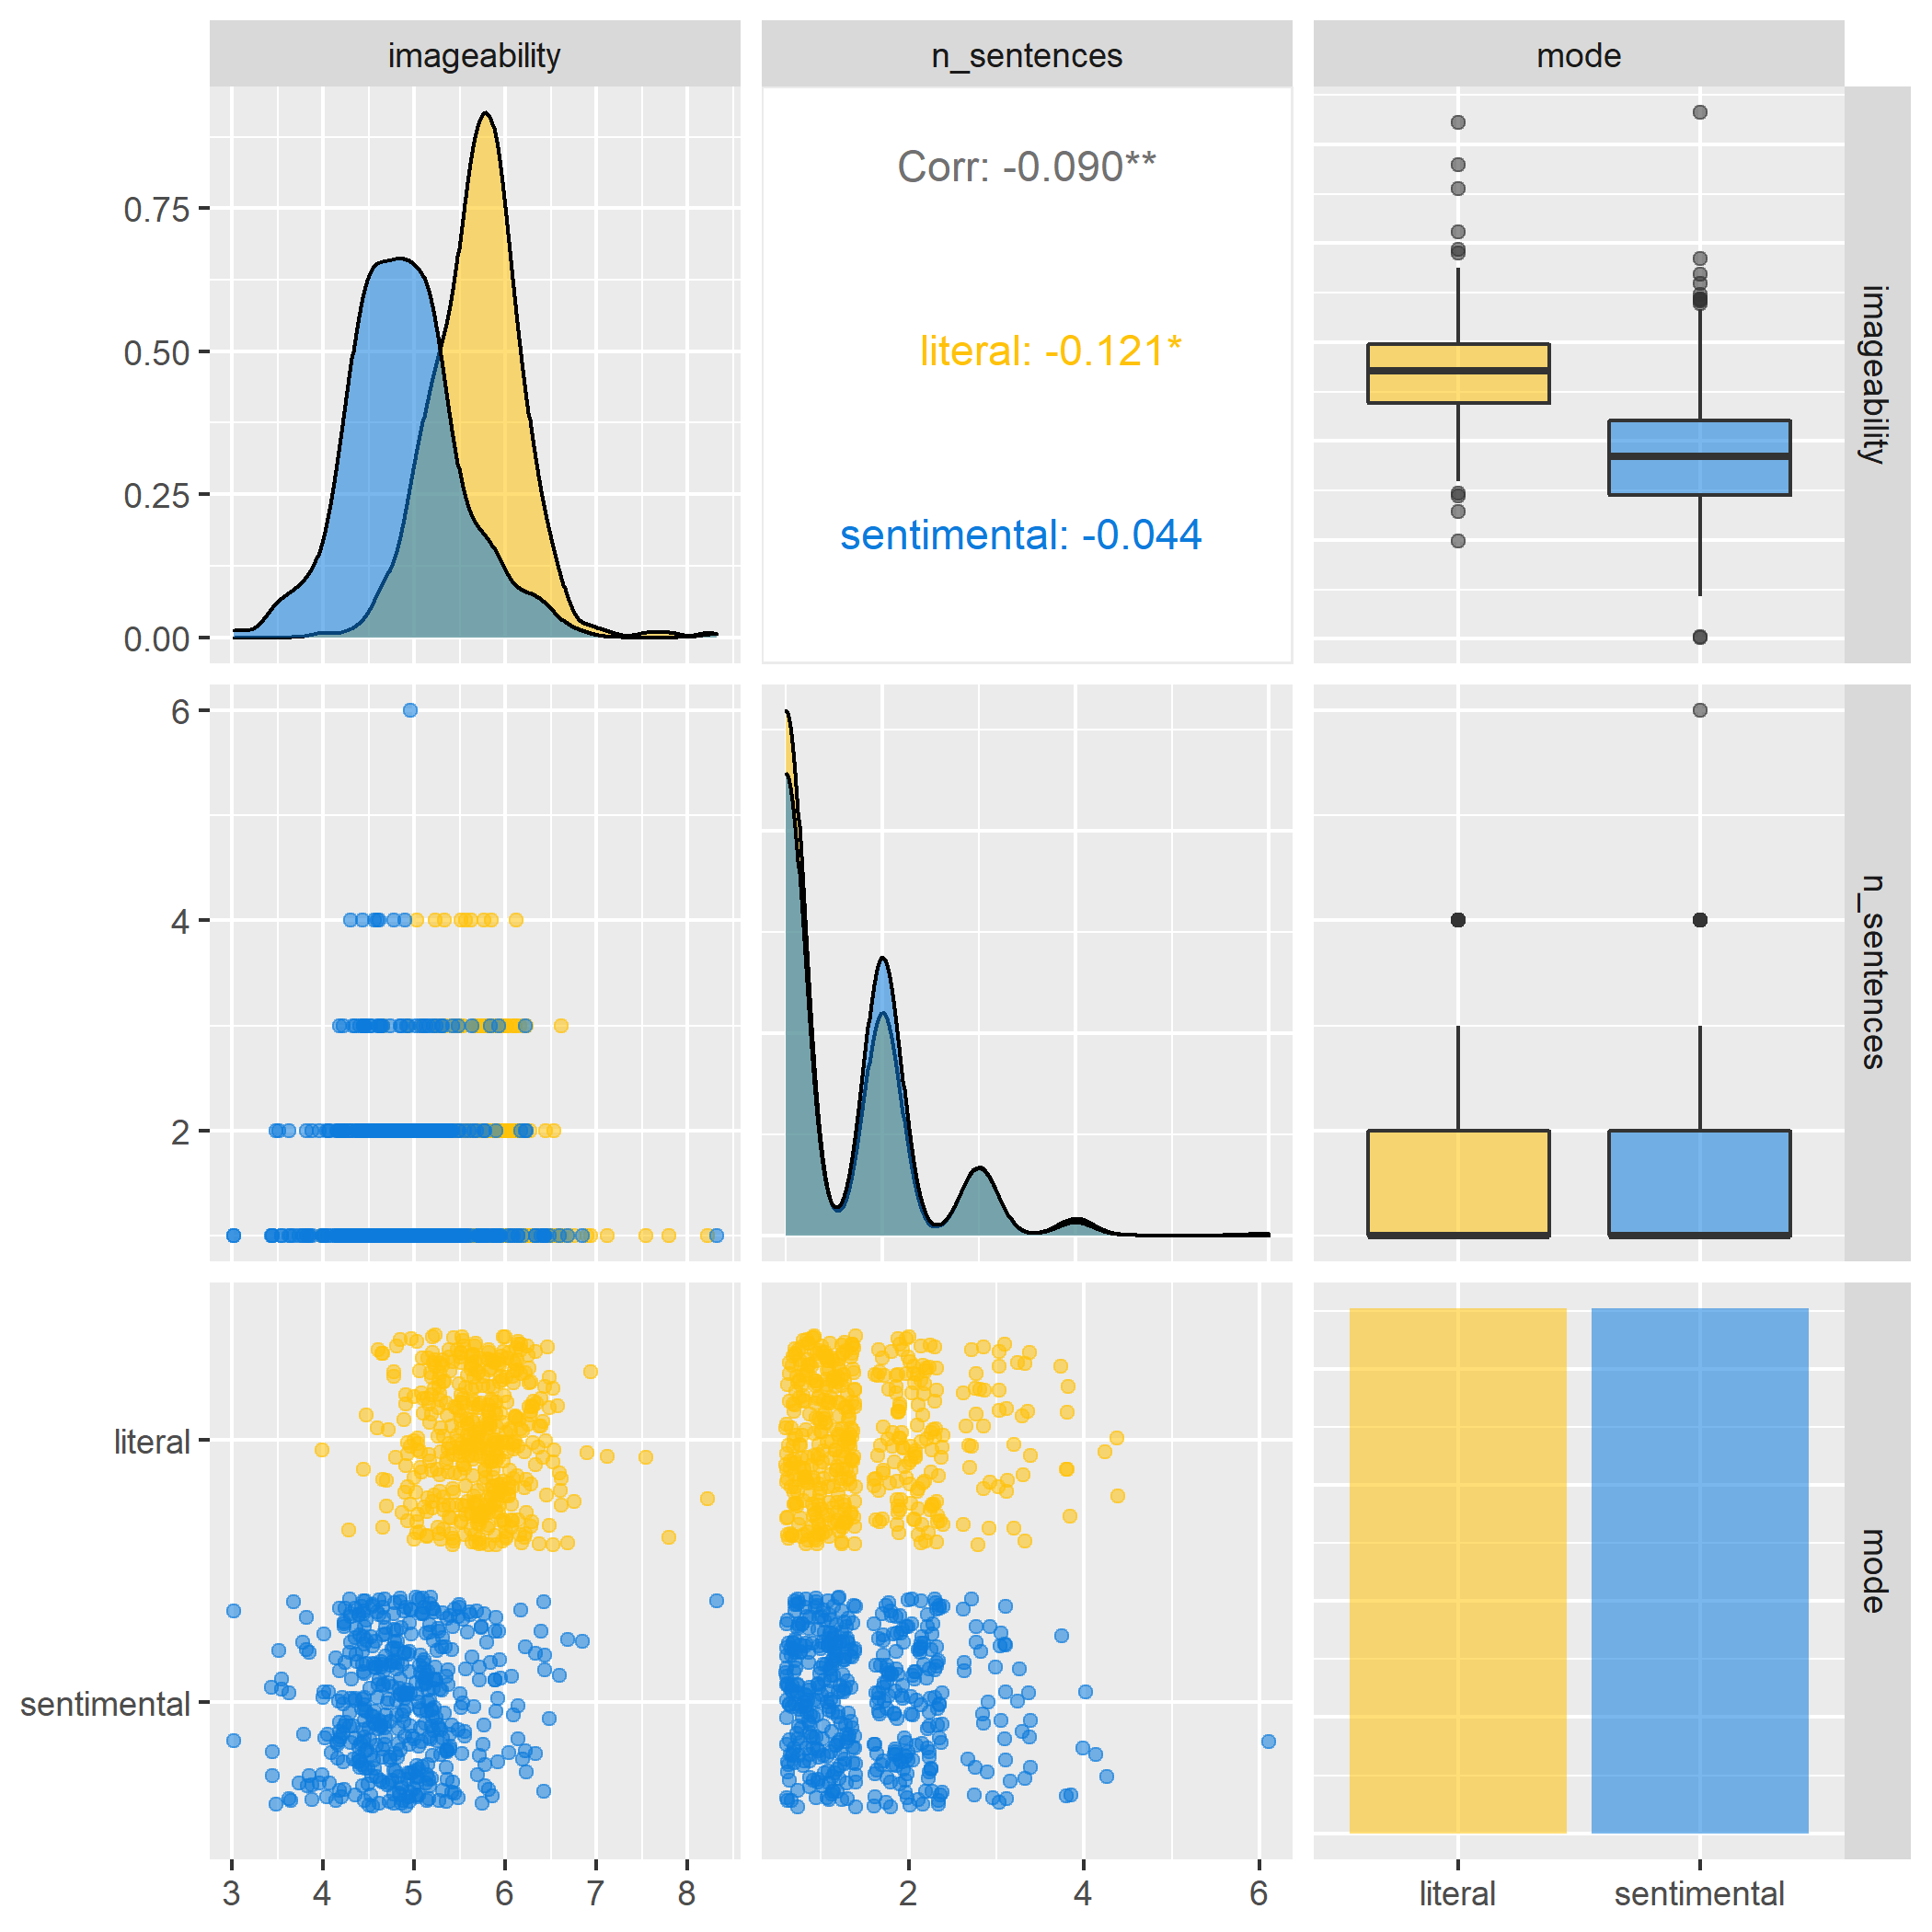 imageability n_sentences mode
Corr: -0.090**
literal: -0.121*
sentimental: -0.044
0.75
0.50
0.25
0.00
imageability
6
4
2
n_sentences
literal
sentimental
mode
3 4 5 6 7 8 2 4 6 literal sentimental